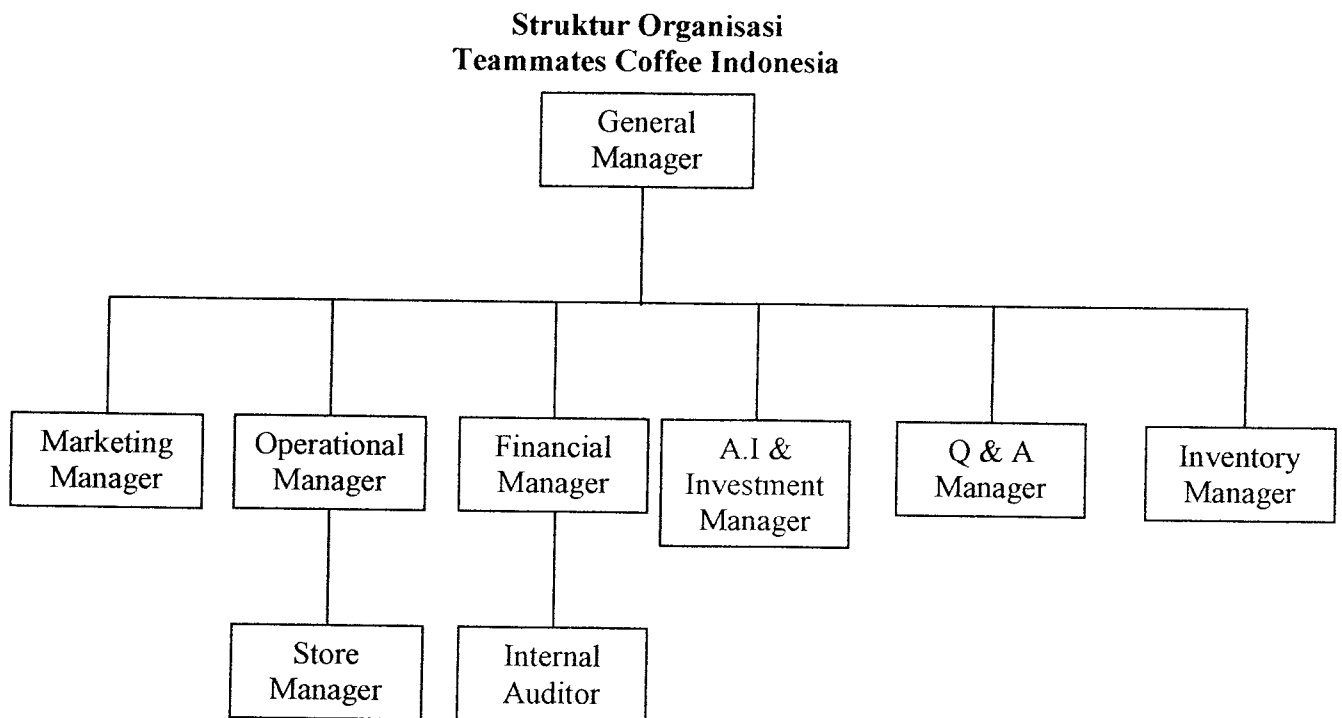 Struktur Organisasi
Teammates Coffee Indonesia
General
Manager
Marketing
Manager
Operational
Manager
Financial
Manager
A.I &
Investment
Manager
Q & A
Manager
Inventory
Manager
Store
Manager
Internal
Auditor